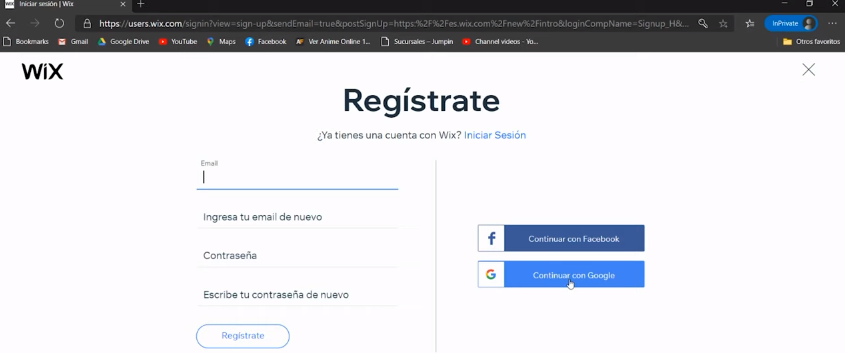 WIX Iniciar sesión | Wix
https://users.wix.com/signin?view=sign-up&sendEmail=true&postSignUp=https:%2F%2Fes.wix.com%2Fnew%2Fintro&loginCompName=Signup_H&...
InPrivate
Bookmarks Gmail Google Drive YouTube Maps Facebook Ver Anime Online 1... Sucursales – Jumpin Channel videos - Yo... Otros favoritos
WiX
Regístrate
¿Ya tienes una cuenta con Wix? Iniciar Sesión
Email
Ingresa tu email de nuevo
Contraseña
Escribe tu contraseña de nuevo
Regístrate
Continuar con Facebook
Continuar con Google